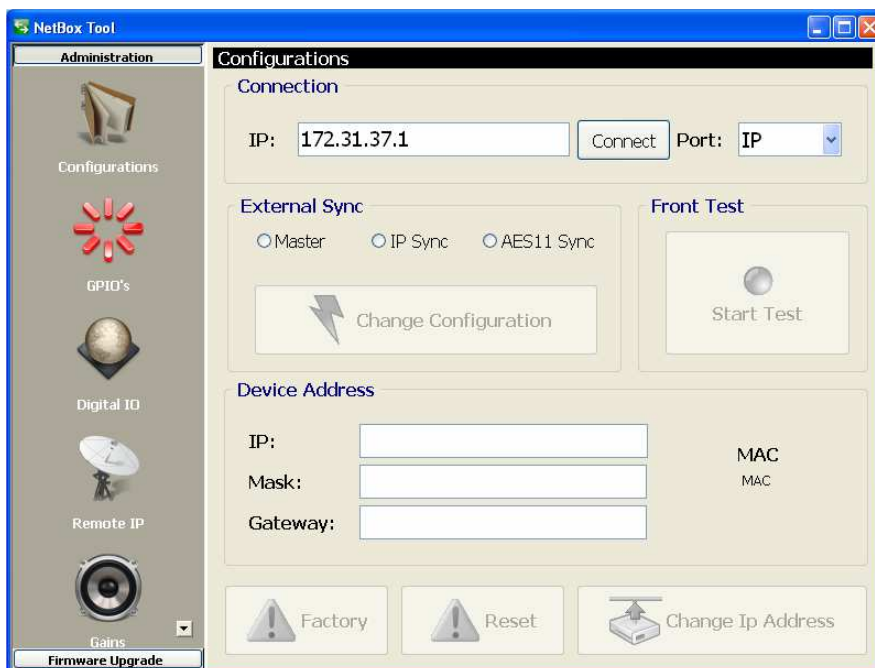 NetBox Tool
Administration
Configurations
GPIO's
Digital IO
Remote IP
Gains
Firmware Upgrade
Configurations
Connection
IP: 172.31.37.1 Connect Port: IP
External Sync
Master IP Sync AES11 Sync
Change Configuration
Front Test
Start Test
Device Address
IP:
Mask:
Gateway:
MAC
MAC
Factory Reset Change Ip Address